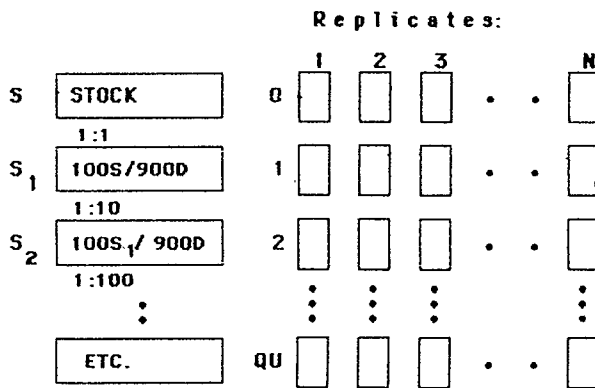 Replicates:
1 2 3 N
S STOCK Q
1:1
S1 100S/900D 1
1:10
S2 100S1/ 900D 2
1:100
ETC. QU